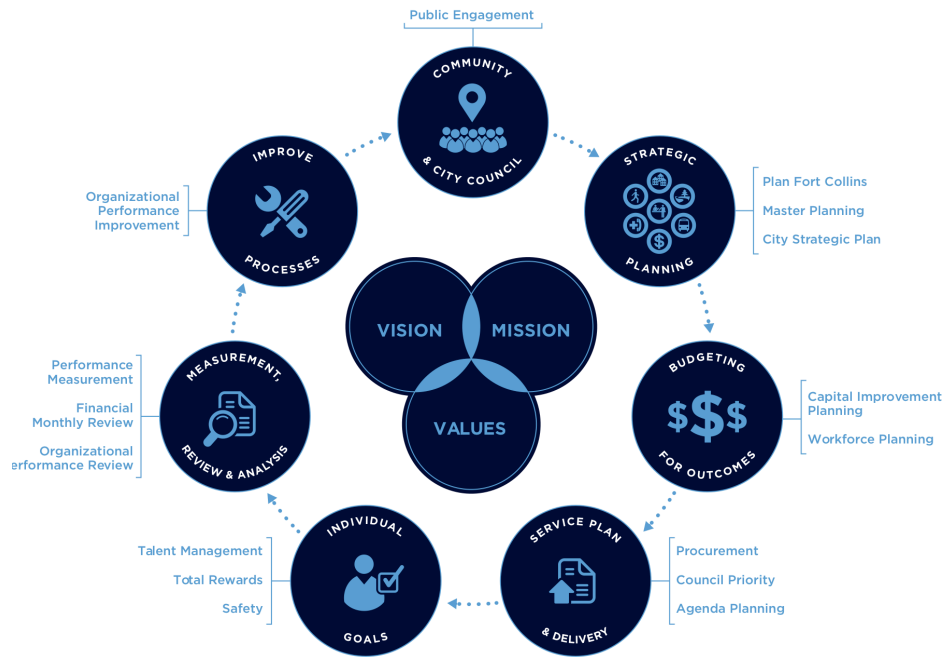 Public Engagement
COMMUNITY
& CITY COUNCIL
STRATEGIC
PLANNING
Plan Fort Collins
Master Planning
City Strategic Plan
BUDGETING
FOR OUTCOMES
Capital Improvement
Planning
Workforce Planning
SERVICE PLAN
& DELIVERY
Procurement
Council Priority
Agenda Planning
INDIVIDUAL
GOALS
Talent Management
Total Rewards
Safety
MEASUREMENT,
REVIEW & ANALYSIS
Performance
Measurement
Financial
Monthly Review
Organizational
erformance Review
IMPROVE
PROCESSES
Organizational
Performance
Improvement
VISION
MISSION
VALUES
$
$$$